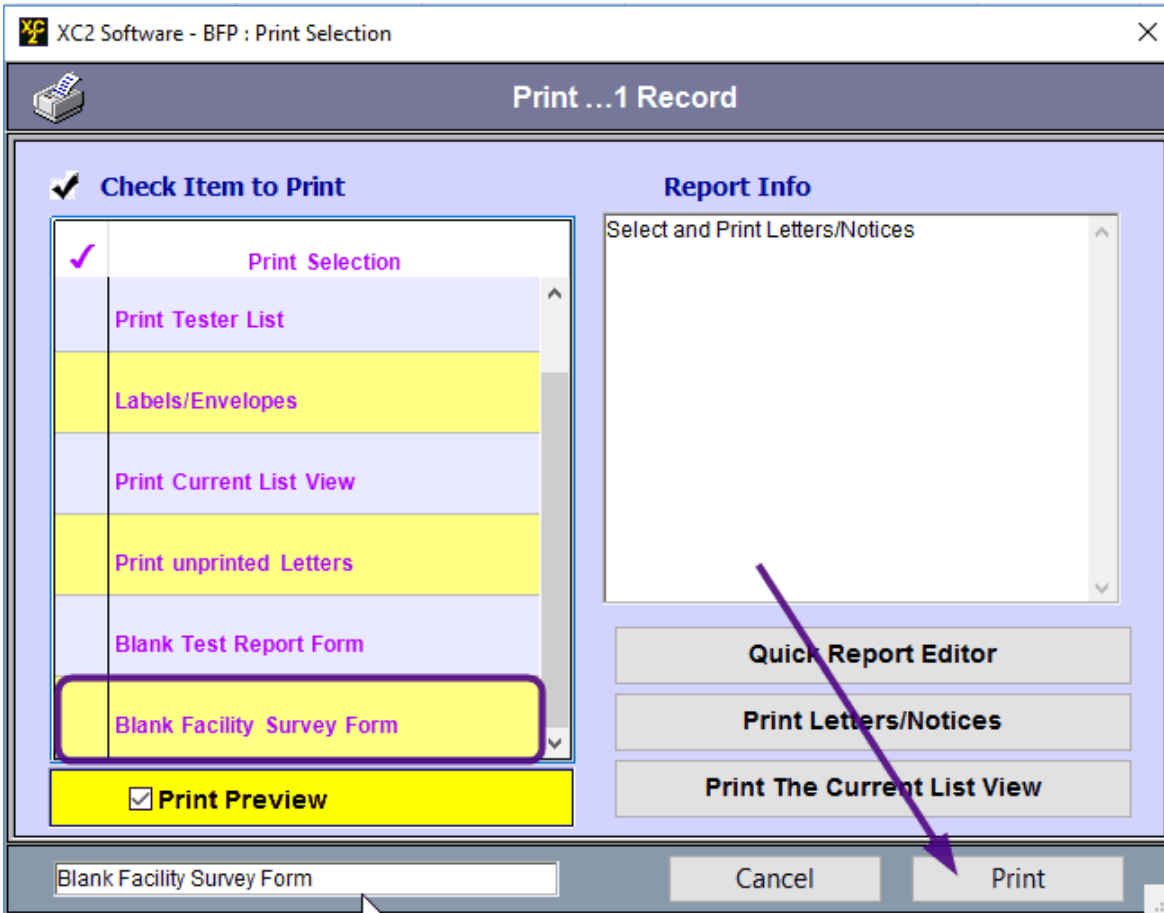 XC2 Software - BFP : Print Selection
Print ...1 Record
Check Item to Print
Print Selection
Print Tester List
Labels/Envelopes
Print Current List View
Print unprinted Letters
Blank Test Report Form
Blank Facility Survey Form
Print Preview
Report Info
Select and Print Letters/Notices
Quick Report Editor
Print Letters/Notices
Print The Current List View
Blank Facility Survey Form
Cancel
Print